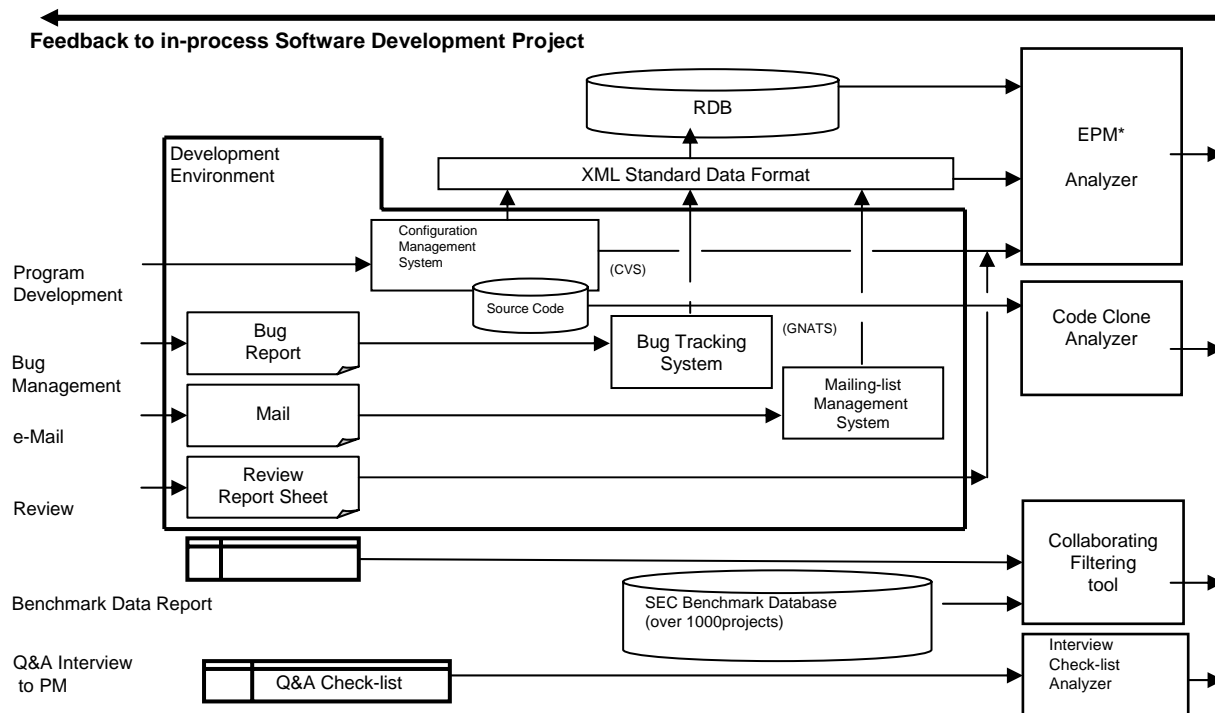 Feedback to in-process Software Development Project
RDB
EPM*
Analyzer
Development
Environment
XML Standard Data Format
Configuration
Management
System
(CVS)
Program
Development
Source Code
Code Clone
Analyzer
Bug
Report
Bug Tracking
System
(GNATS)
Bug
Management
Mail
Mailing-list
Management
System
e-Mail
Review
Report Sheet
Review
Collaborating
Filtering
tool
Benchmark Data Report
SEC Benchmark Database
(over 1000projects)
Q&A Interview
to PM
Q&A Check-list
Interview
Check-list
Analyzer